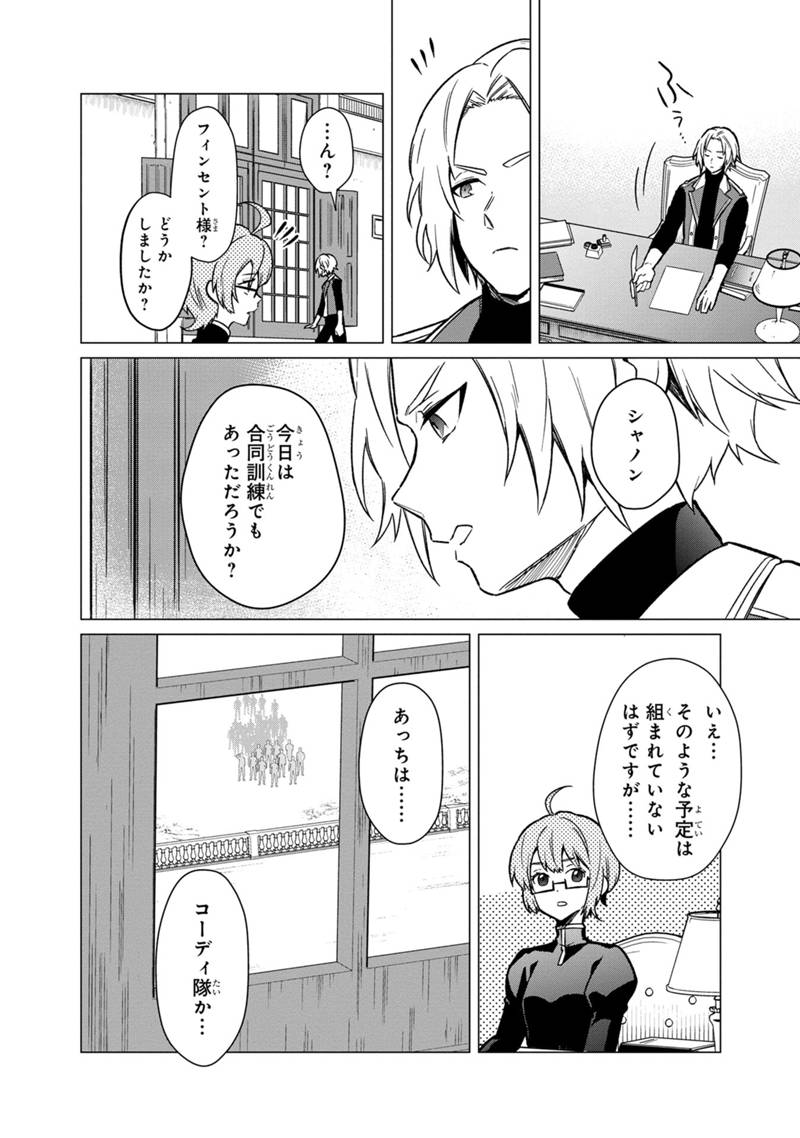 ふぅ…
…ん?
フィンセント様?
どうか
しましたか?
シャノン
今日は
合同訓練でも
あっただろうか?
いえ…
そのような予定は
組まれていない
はずですが……
あっちは……
コーディ隊か…